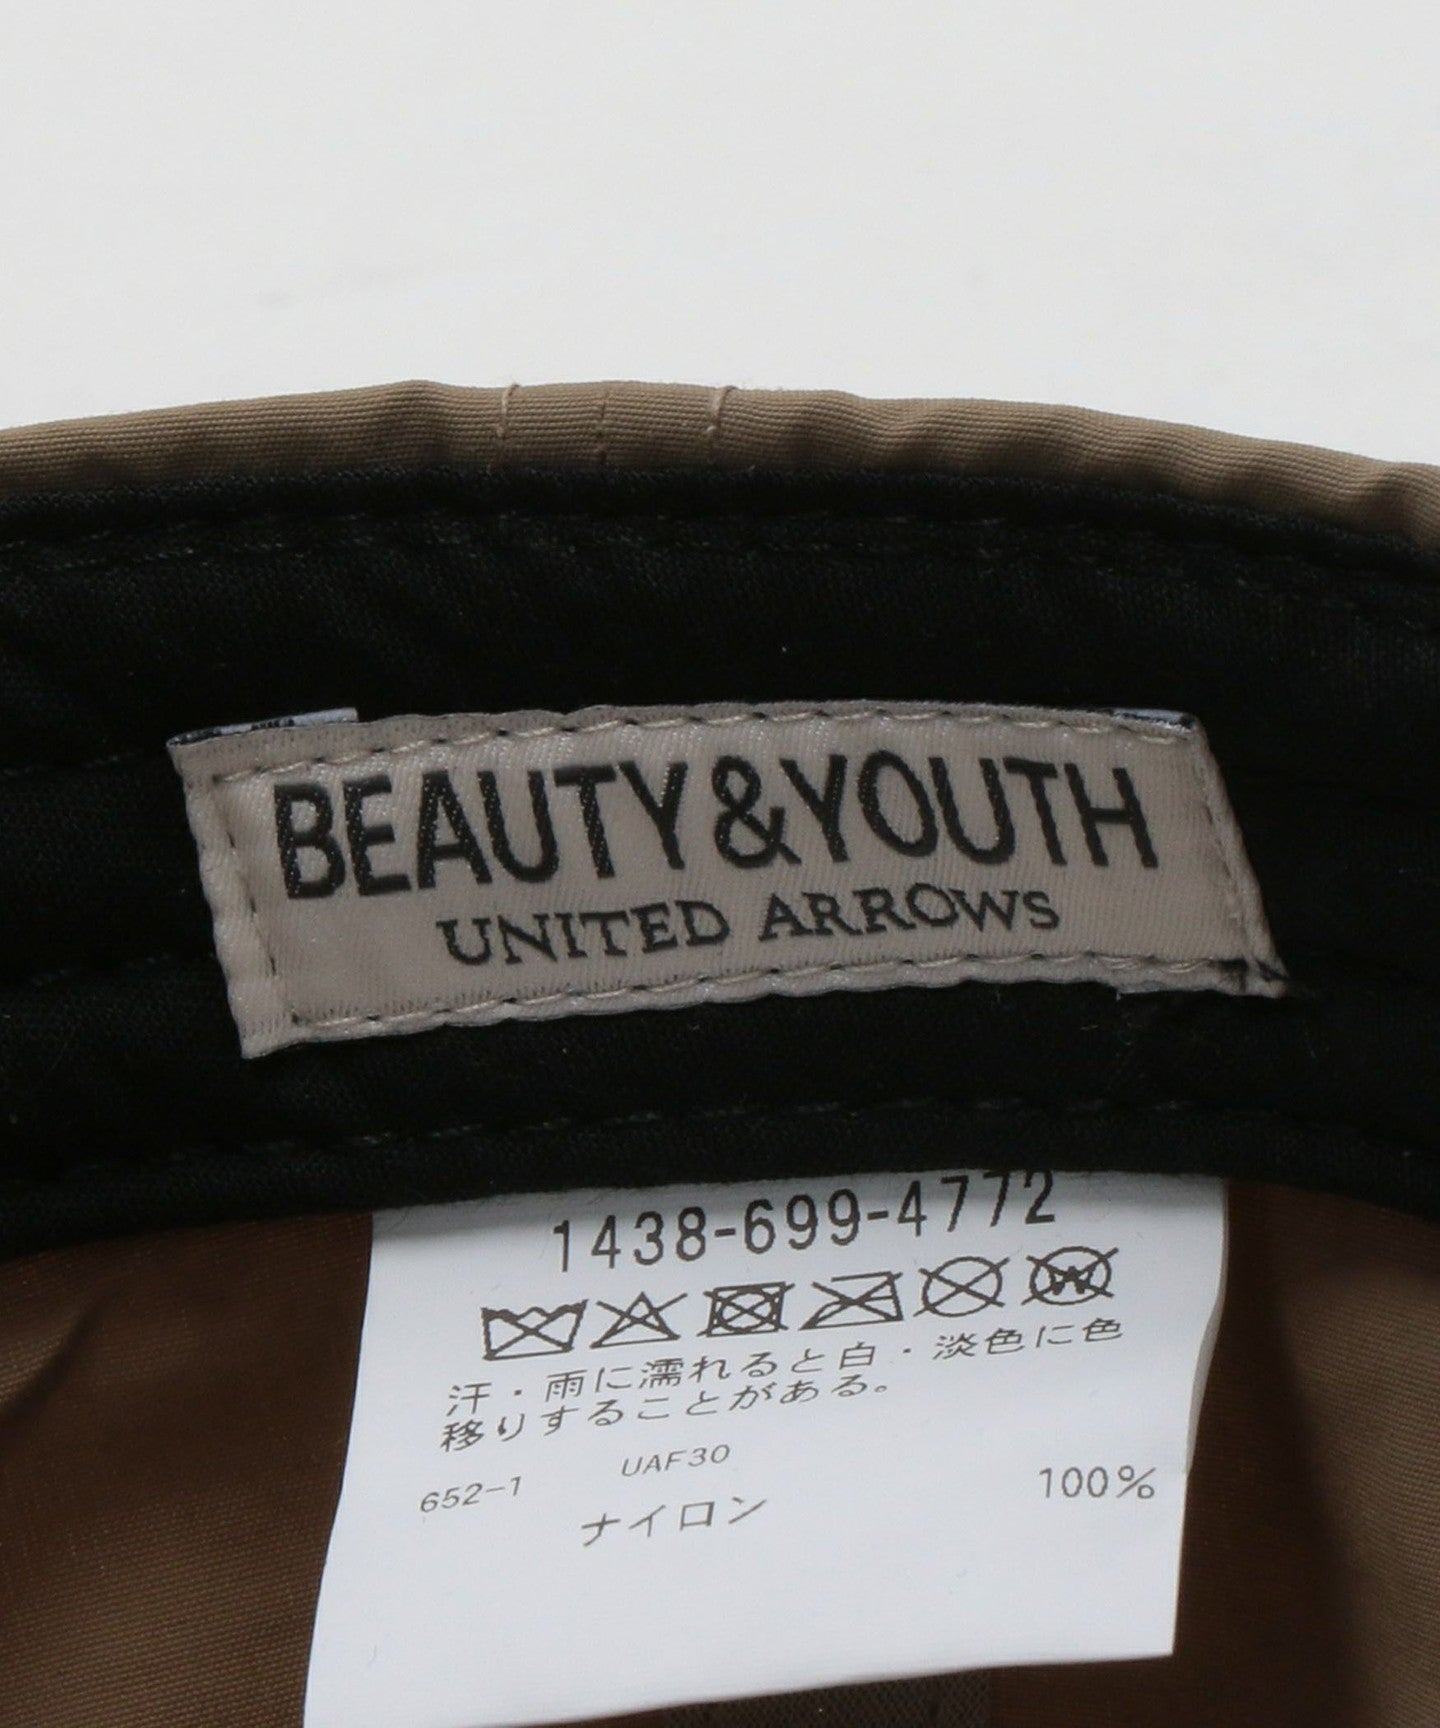 BEAUTY&YOUTH
UNITED ARROWS
1438-699-4772
汗・雨に濡れると白・淡色に色
移りすることがある。
652-1 UAF30
ナイロン 100%